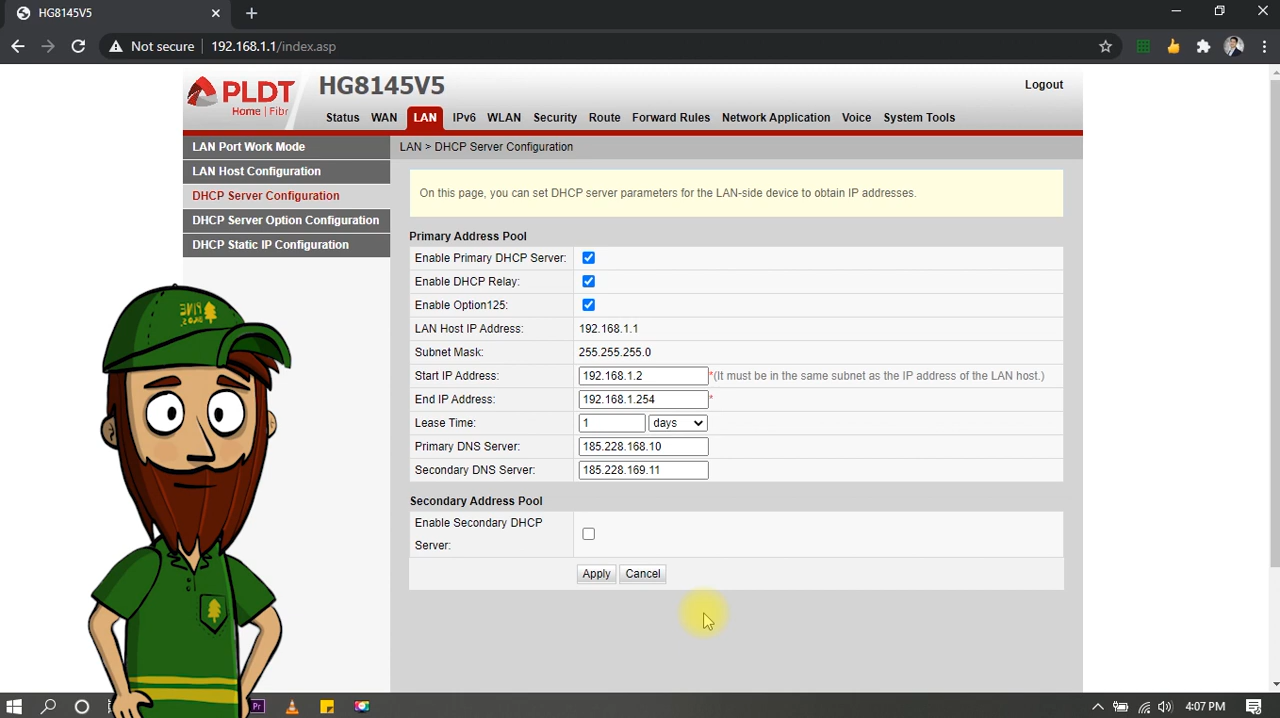 HG8145V5
Not secure
192.168.1.1/index.asp
PLDT
Home | Fibr
HG8145V5
Logout
Status WAN LAN IPv6 WLAN Security Route Forward Rules Network Application Voice System Tools
LAN Port Work Mode
LAN Host Configuration
DHCP Server Configuration
DHCP Server Option Configuration
DHCP Static IP Configuration
LAN > DHCP Server Configuration
On this page, you can set DHCP server parameters for the LAN-side device to obtain IP addresses.
Primary Address Pool
Enable Primary DHCP Server:
Enable DHCP Relay:
Enable Option125:
LAN Host IP Address: 192.168.1.1
Subnet Mask: 255.255.255.0
Start IP Address: 192.168.1.2 *(It must be in the same subnet as the IP address of the LAN host.)
End IP Address: 192.168.1.254 *
Lease Time: 1 days
Primary DNS Server: 185.228.168.10
Secondary DNS Server: 185.228.169.11
Secondary Address Pool
Enable Secondary DHCP
Server:
Apply Cancel
Pr
4:07 PM